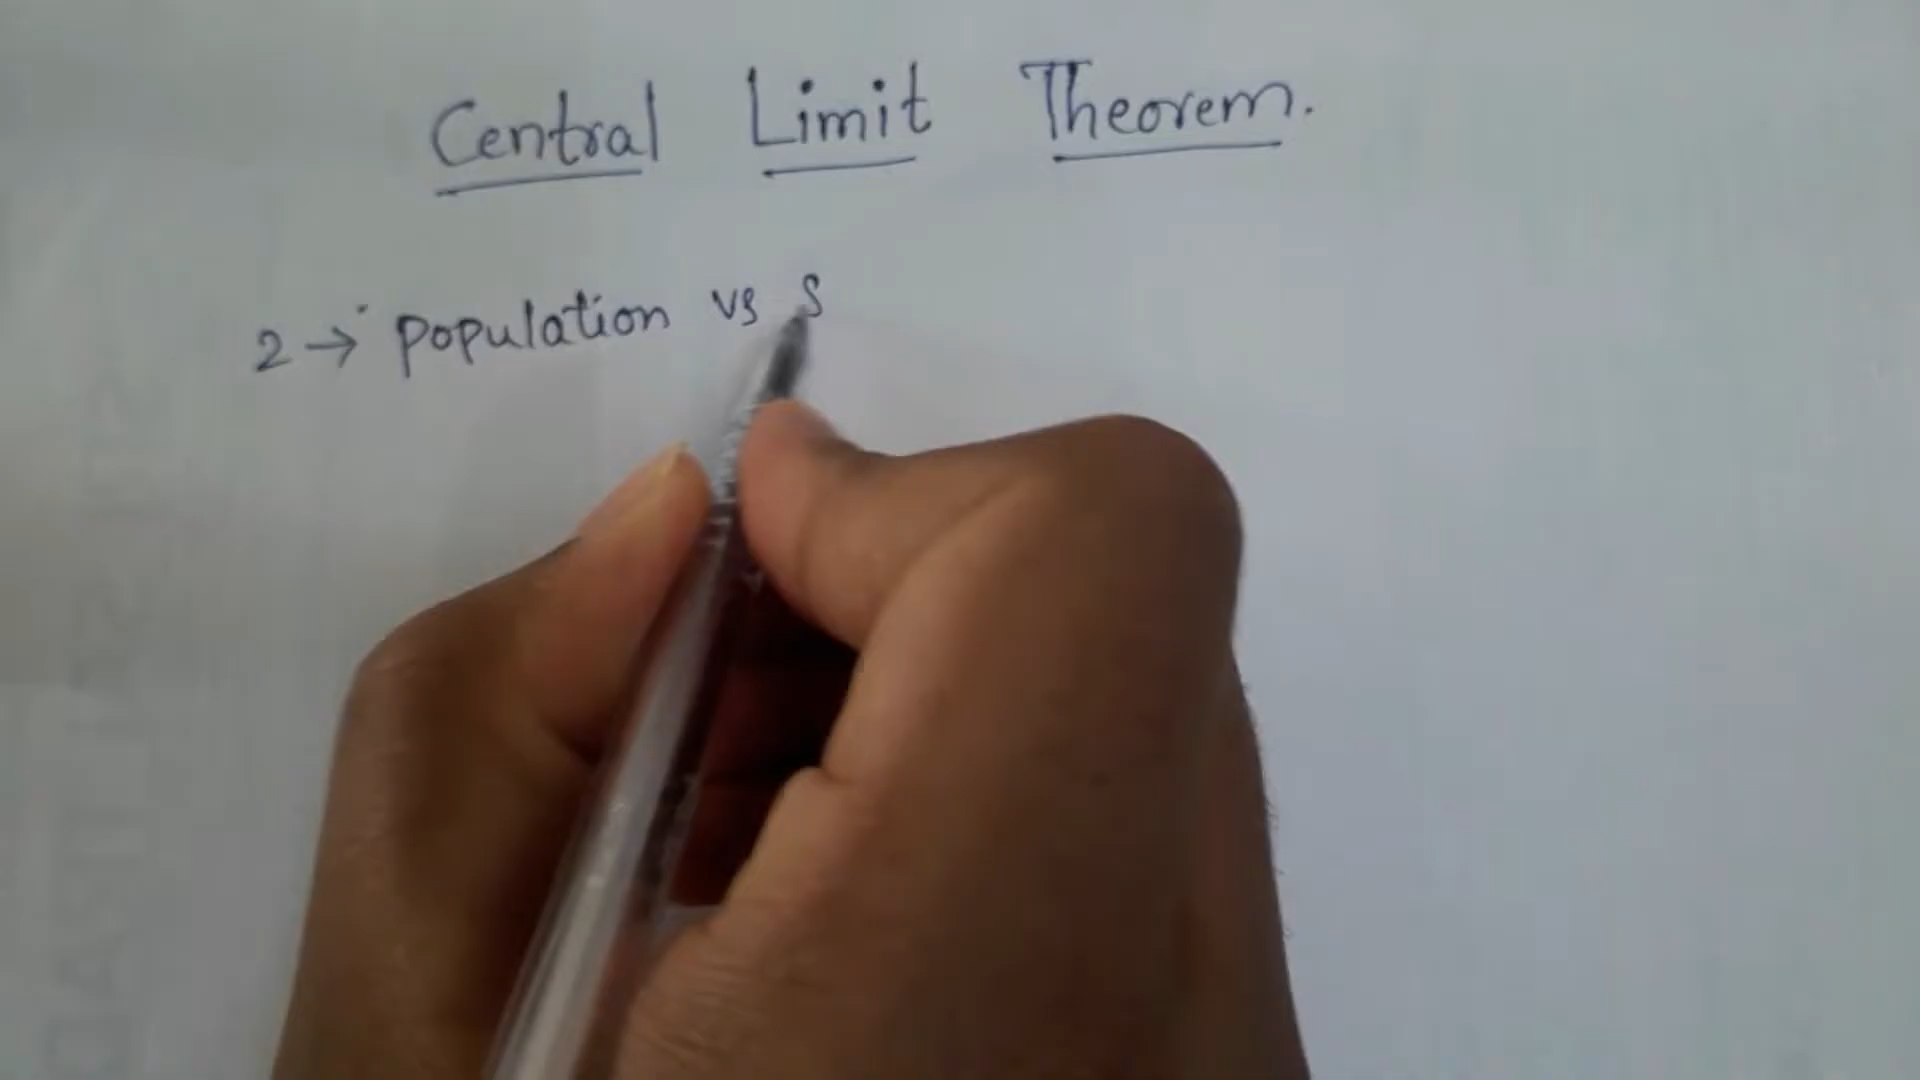 Central Limit Theorem.
2 → population vs S